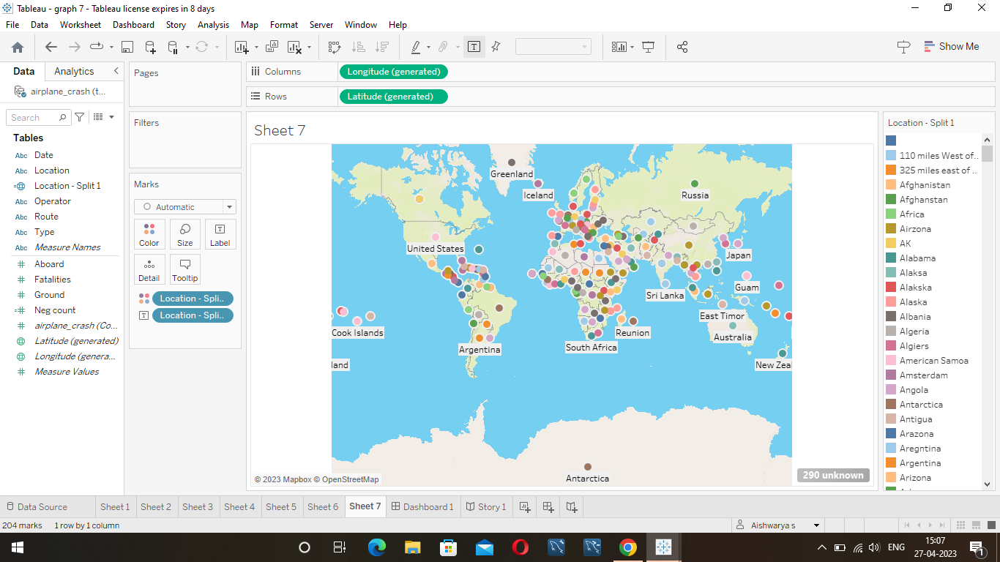 Tableau - graph 7 - Tableau license expires in 8 days
File Data Worksheet Dashboard Story Analysis Map Format Server Window Help
Show Me
Data Analytics
airplane_crash (t...
Search
Tables
Abc Date
Abc Location
Location - Split 1
Abc Operator
Abc Route
Abc Type
Abc Measure Names
Aboard
Fatalities
Ground
Neg count
airplane_crash (Co...
Latitude (generated)
Longitude (genera...
Measure Values
Pages
Filters
Marks
Automatic
Color Size Label
Detail Tooltip
Location - Spli..
Location - Spli..
Columns Longitude (generated)
Rows Latitude (generated)
Sheet 7
Greenland
Iceland
Russia
United States
Japan
Sri Lanka
Guam
East Timor
Cook Islands
Reunion
Australia
Argentina
South Africa
land
New Zeal
Antarctica
© 2023 Mapbox © OpenStreetMap
290 unknown
Location - Split 1
110 miles West of..
325 miles east of ..
Afghanistan
Afghanstan
Africa
Airzona
AK
Alabama
Alaksa
Alakska
Alaska
Albania
Algeria
Algiers
American Samoa
Amsterdam
Angola
Antarctica
Antigua
Arazona
Aregntina
Argentina
Arizona
Data Source Sheet 1 Sheet 2 Sheet 3 Sheet 4 Sheet 5 Sheet 6 Sheet 7 Dashboard 1 Story 1
204 marks 1 row by 1 column
Aishwarya s
ENG
15:07
27-04-2023
1